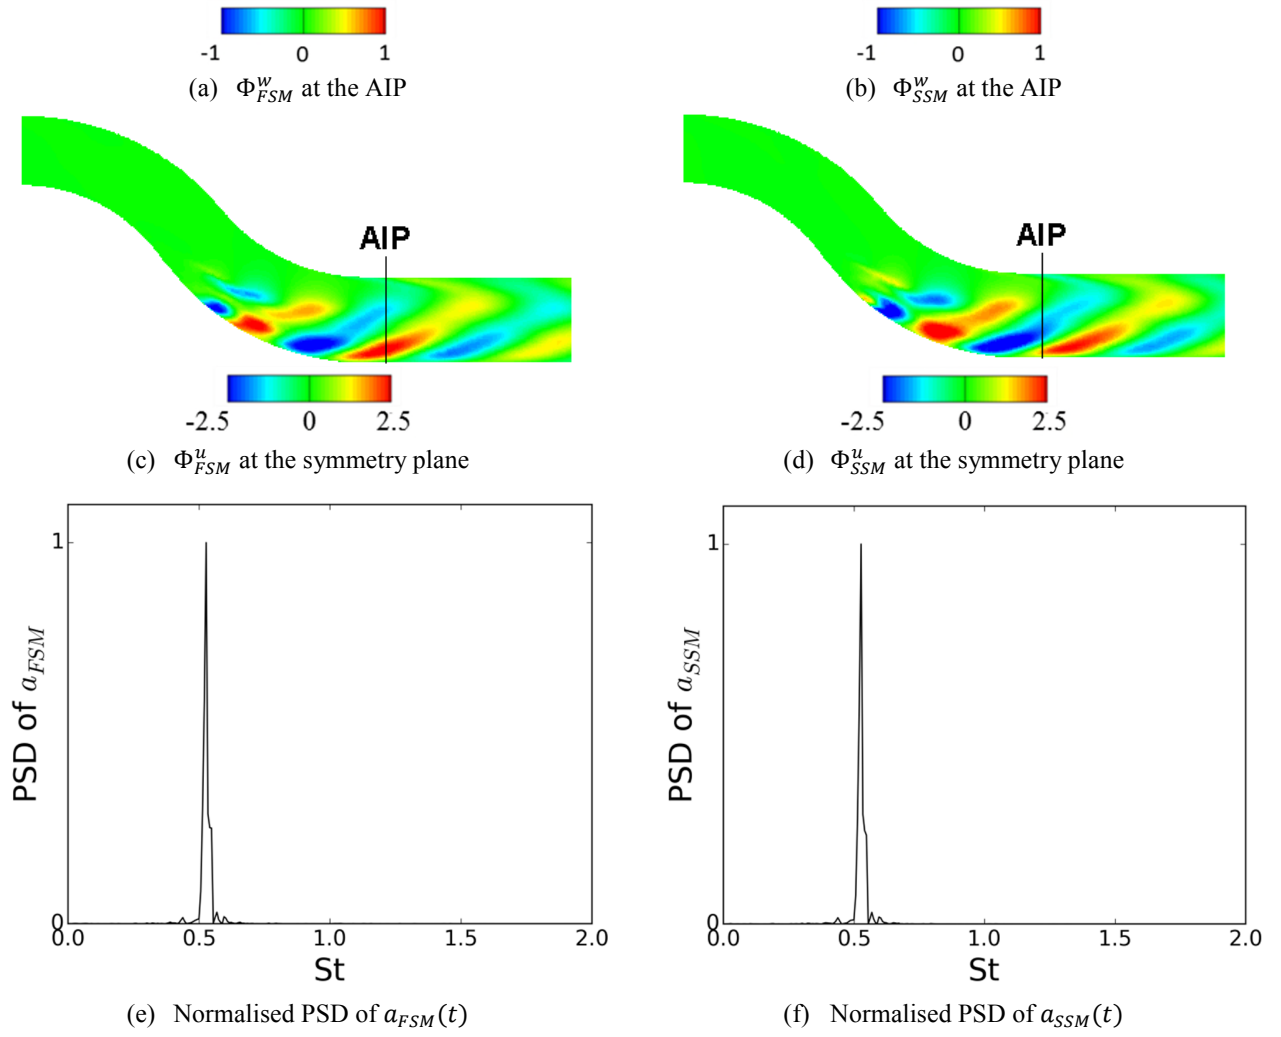 -1 0 1 -1 0 1
(a) Φ^w_FSM at the AIP (b) Φ^w_SSM at the AIP
AIP AIP
-2.5 0 2.5 -2.5 0 2.5
(c) Φ^u_FSM at the symmetry plane (d) Φ^u_SSM at the symmetry plane
1
PSD of a_FSM
0
0.0 0.5 1.0 1.5 2.0
St
1
PSD of a_SSM
0
0.0 0.5 1.0 1.5 2.0
St
(e) Normalised PSD of a_FSM(t) (f) Normalised PSD of a_SSM(t)